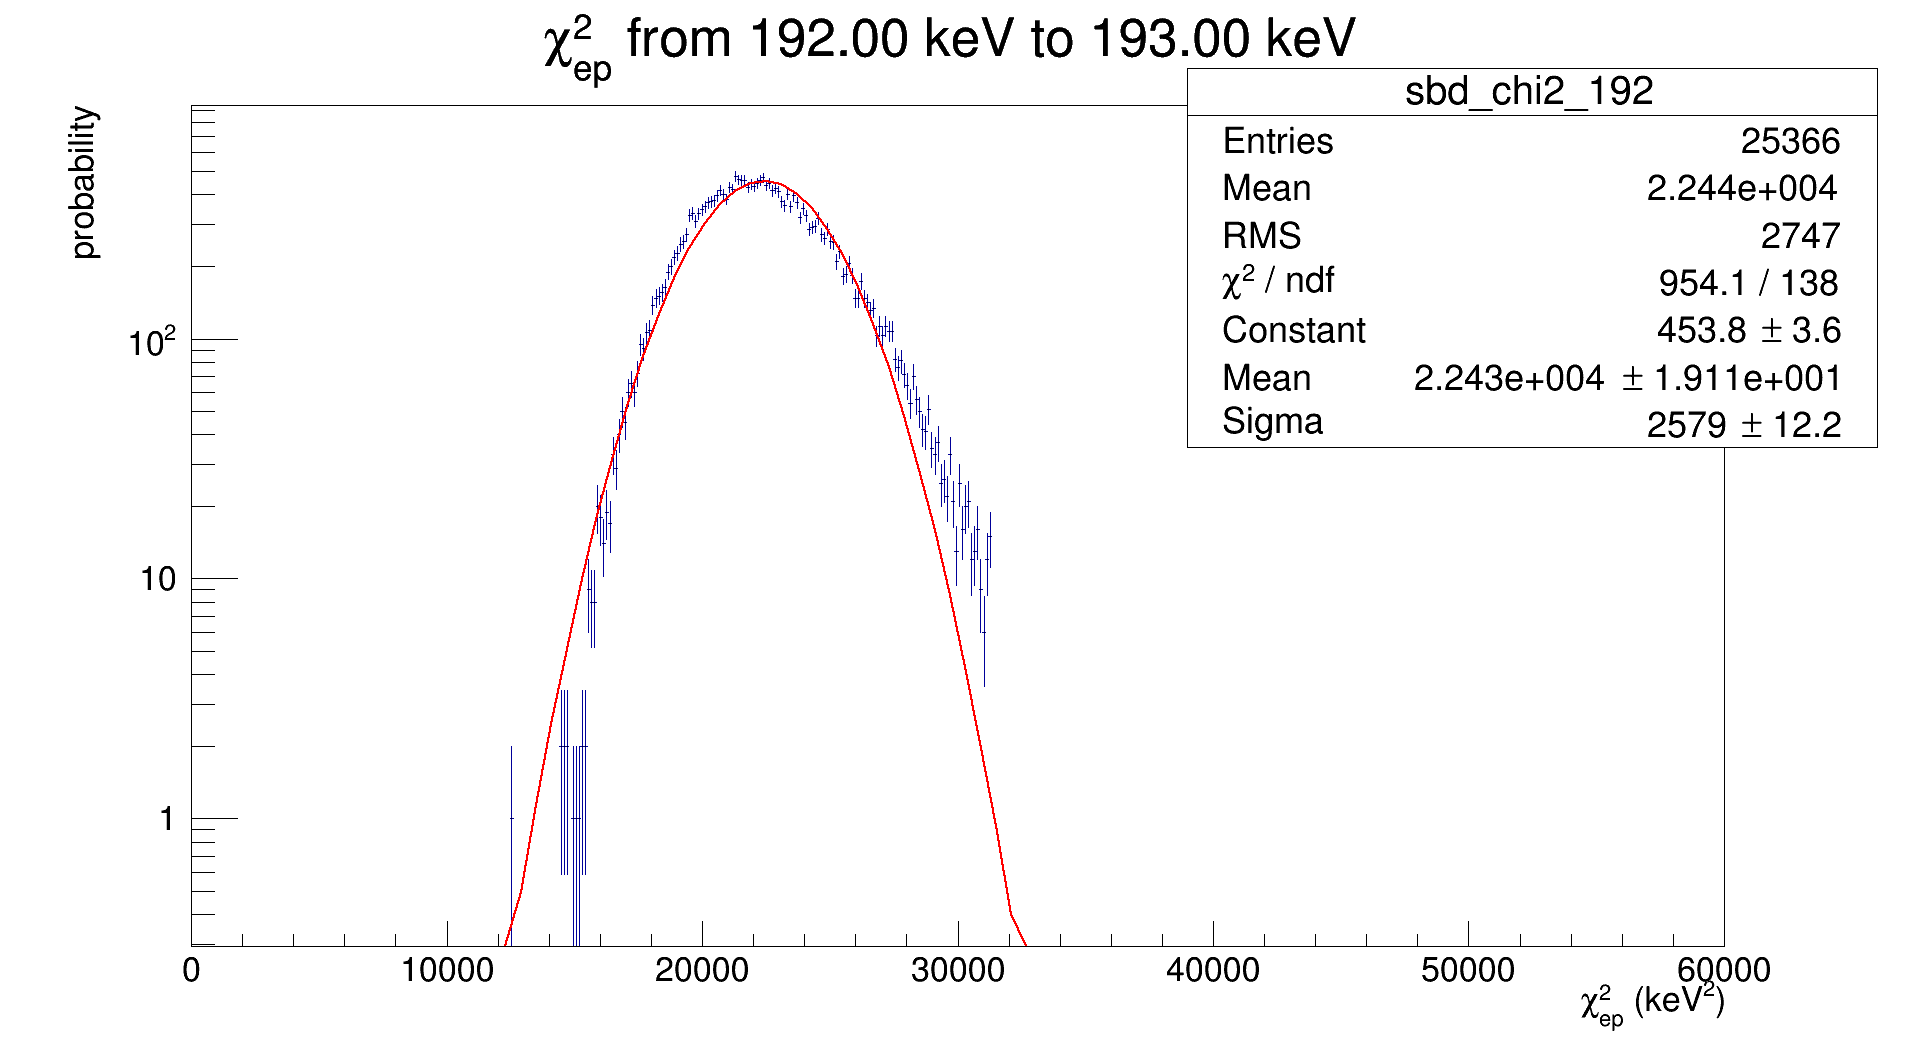 χ²ep from 192.00 keV to 193.00 keV
sbd_chi2_192
Entries 25366
Mean 2.244e+004
RMS 2747
χ² / ndf 954.1 / 138
Constant 453.8 ± 3.6
Mean 2.243e+004 ± 1.911e+001
Sigma 2579 ± 12.2
probability
10²
10
1
0 10000 20000 30000 40000 50000 60000
χ²ep (keV²)